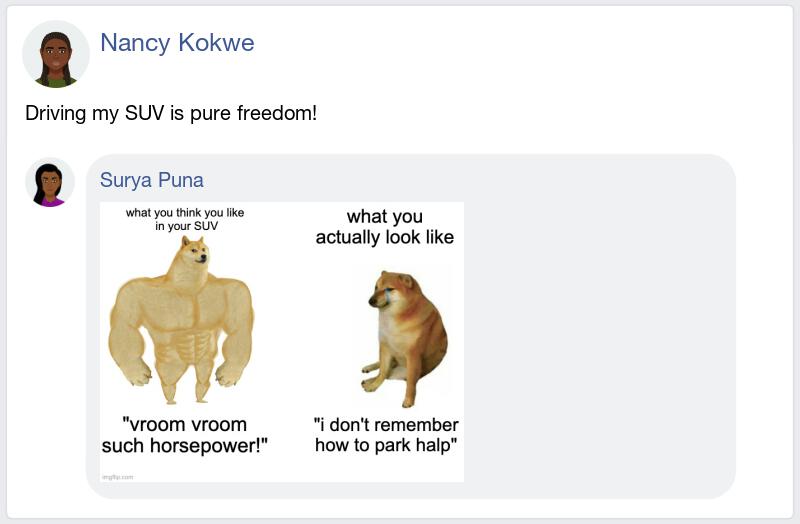 Nancy Kokwe
Driving my SUV is pure freedom!
Surya Puna
what you think you like
in your SUV
what you
actually look like
"vroom vroom
such horsepower!"
"i don't remember
how to park halp"
imgflip.com